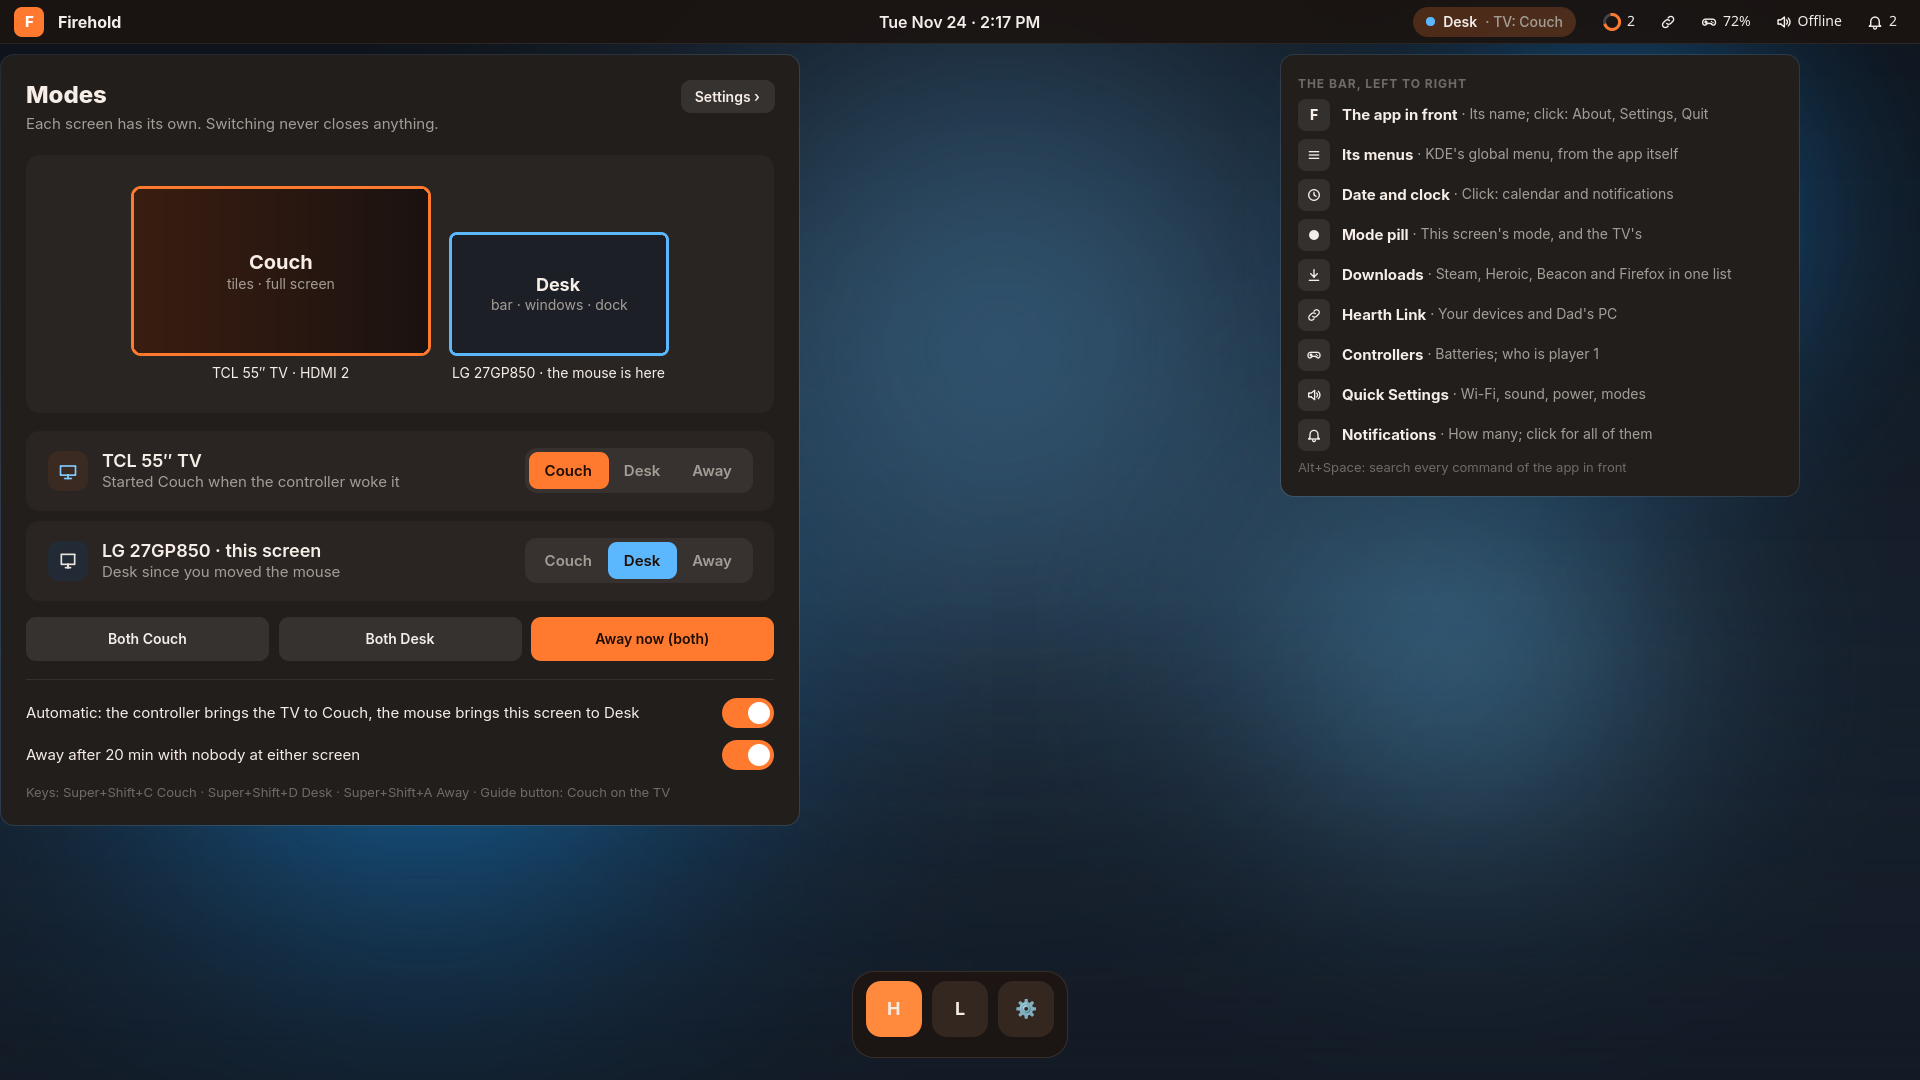 F Firehold
Tue Nov 24 · 2:17 PM
Desk · TV: Couch
2
72%
Offline
2
Modes
Settings ›
Each screen has its own. Switching never closes anything.
Couch
tiles · full screen
Desk
bar · windows · dock
TCL 55″ TV · HDMI 2
LG 27GP850 · the mouse is here
TCL 55″ TV
Started Couch when the controller woke it
Couch Desk Away
LG 27GP850 · this screen
Desk since you moved the mouse
Couch Desk Away
Both Couch
Both Desk
Away now (both)
Automatic: the controller brings the TV to Couch, the mouse brings this screen to Desk
Away after 20 min with nobody at either screen
Keys: Super+Shift+C Couch · Super+Shift+D Desk · Super+Shift+A Away · Guide button: Couch on the TV
THE BAR, LEFT TO RIGHT
F The app in front · Its name; click: About, Settings, Quit
Its menus · KDE's global menu, from the app itself
Date and clock · Click: calendar and notifications
Mode pill · This screen's mode, and the TV's
Downloads · Steam, Heroic, Beacon and Firefox in one list
Hearth Link · Your devices and Dad's PC
Controllers · Batteries; who is player 1
Quick Settings · Wi-Fi, sound, power, modes
Notifications · How many; click for all of them
Alt+Space: search every command of the app in front
H L